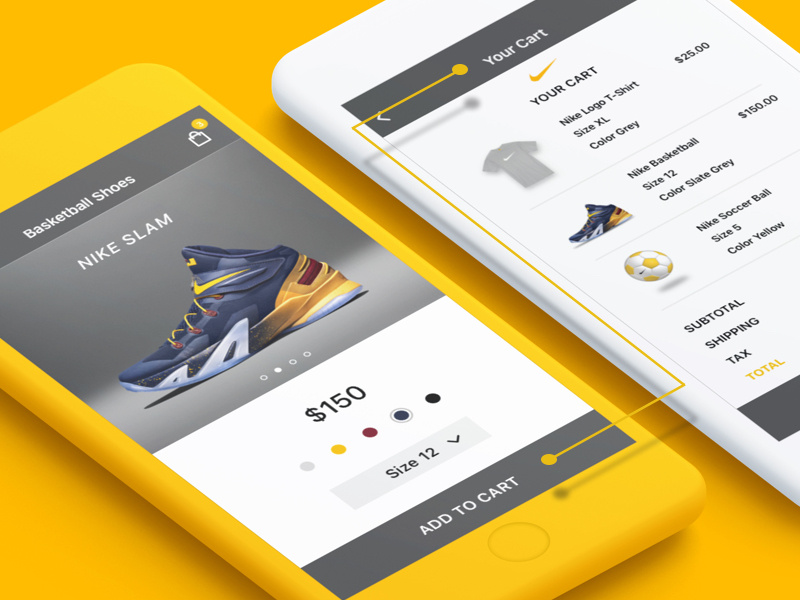 Basketball Shoes
3
NIKE SLAM
$150
Size 12
ADD TO CART
Your Cart
YOUR CART
Nike Logo T-Shirt
$25.00
Size XL
Color Grey
Nike Basketball
$150.00
Size 12
Color Slate Grey
Nike Soccer Ball
Size 5
Color Yellow
SUBTOTAL
SHIPPING
TAX
TOTAL